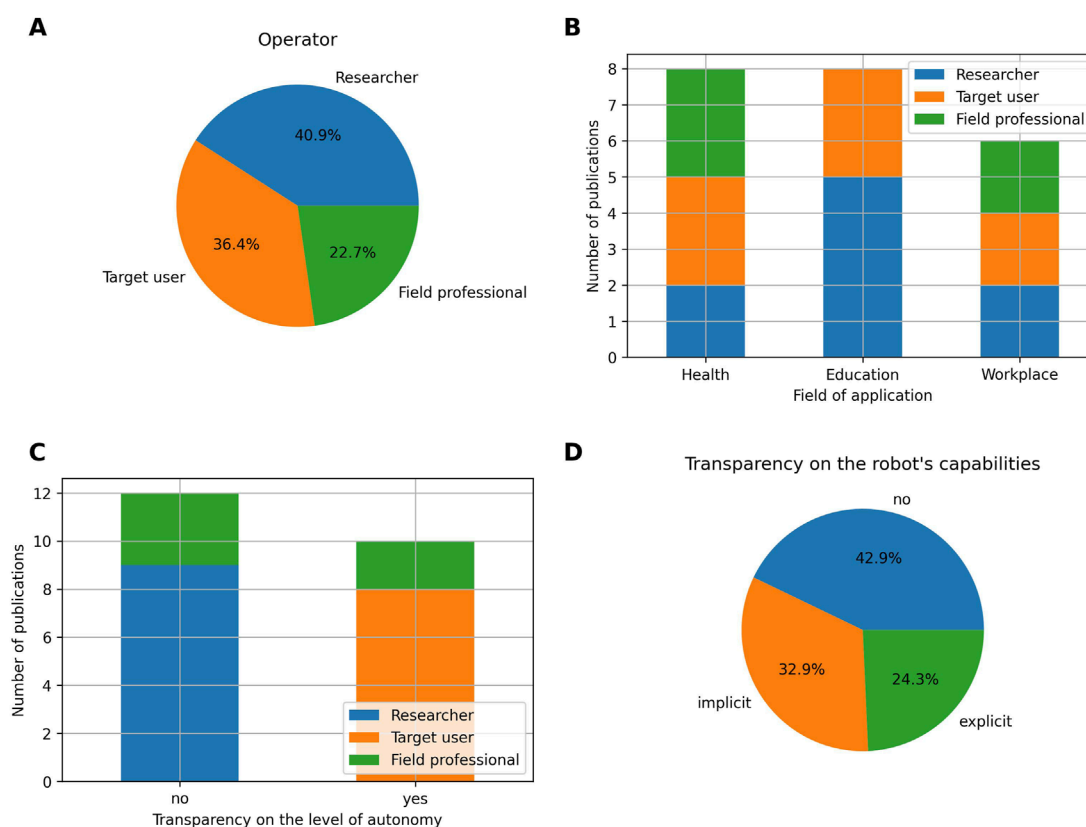 A
Operator
Researcher
40.9%
36.4%
22.7%
Target user
Field professional
B
8
7
6
5
4
3
2
1
0
Number of publications
Researcher
Target user
Field professional
Health
Education
Workplace
Field of application
C
12
10
8
6
4
2
0
Number of publications
Researcher
Target user
Field professional
no
yes
Transparency on the level of autonomy
D
Transparency on the robot's capabilities
no
42.9%
32.9%
24.3%
implicit
explicit